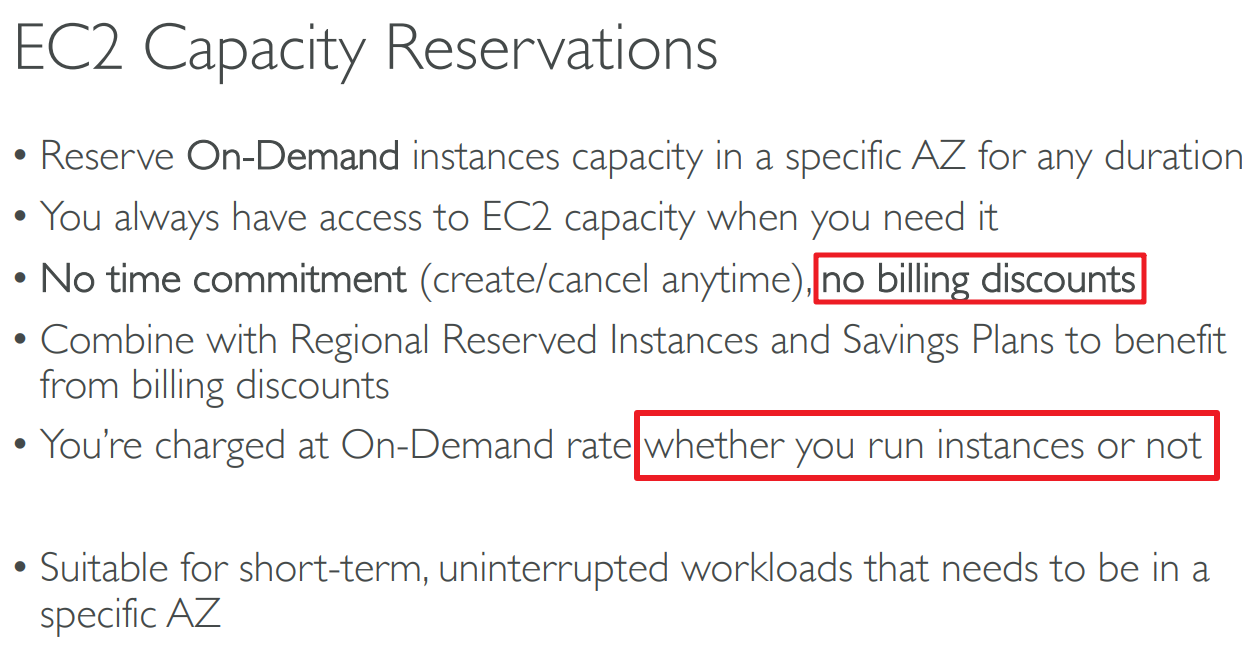 EC2 Capacity Reservations
• Reserve On-Demand instances capacity in a specific AZ for any duration
• You always have access to EC2 capacity when you need it
• No time commitment (create/cancel anytime), no billing discounts
• Combine with Regional Reserved Instances and Savings Plans to benefit
from billing discounts
• You’re charged at On-Demand rate whether you run instances or not
• Suitable for short-term, uninterrupted workloads that needs to be in a
specific AZ